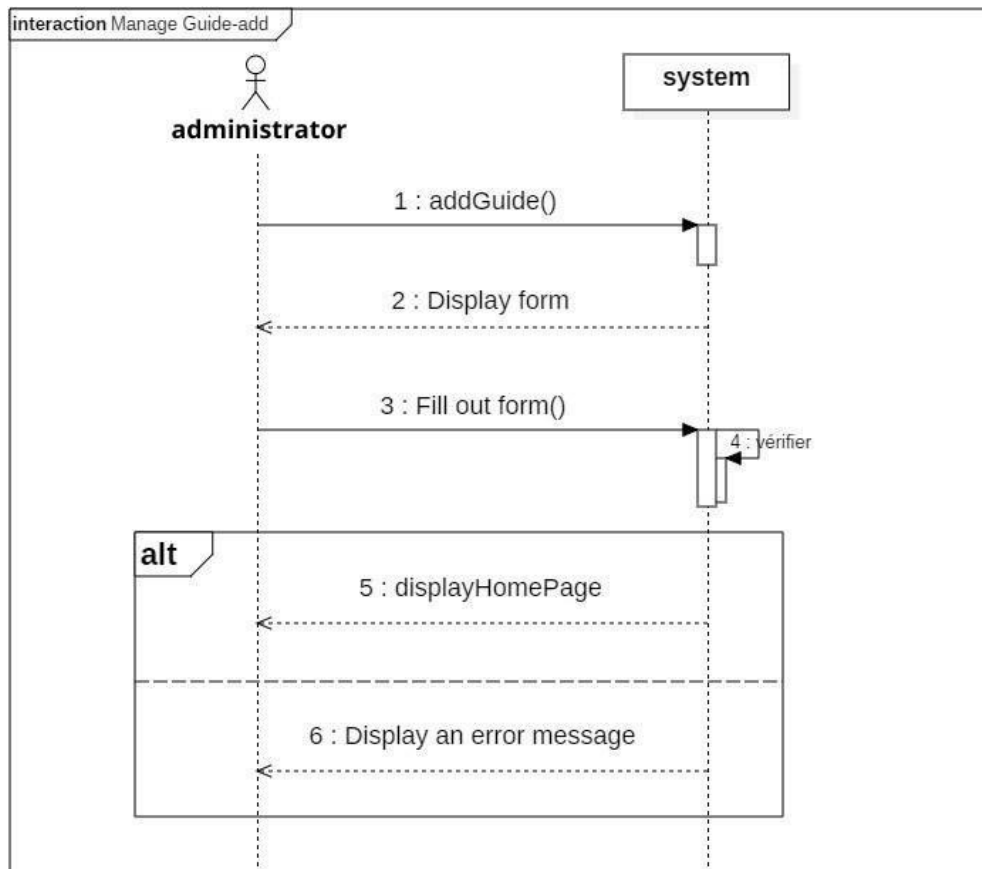 interaction Manage Guide-add
system
administrator
1 : addGuide()
2 : Display form
3 : Fill out form()
4 : vérifier
alt
5 : displayHomePage
6 : Display an error message